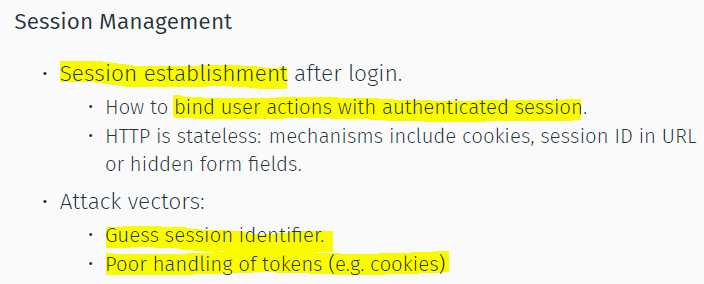 Session Management
• Session establishment after login.
• How to bind user actions with authenticated session.
• HTTP is stateless: mechanisms include cookies, session ID in URL
or hidden form fields.
• Attack vectors:
• Guess session identifier.
• Poor handling of tokens (e.g. cookies)